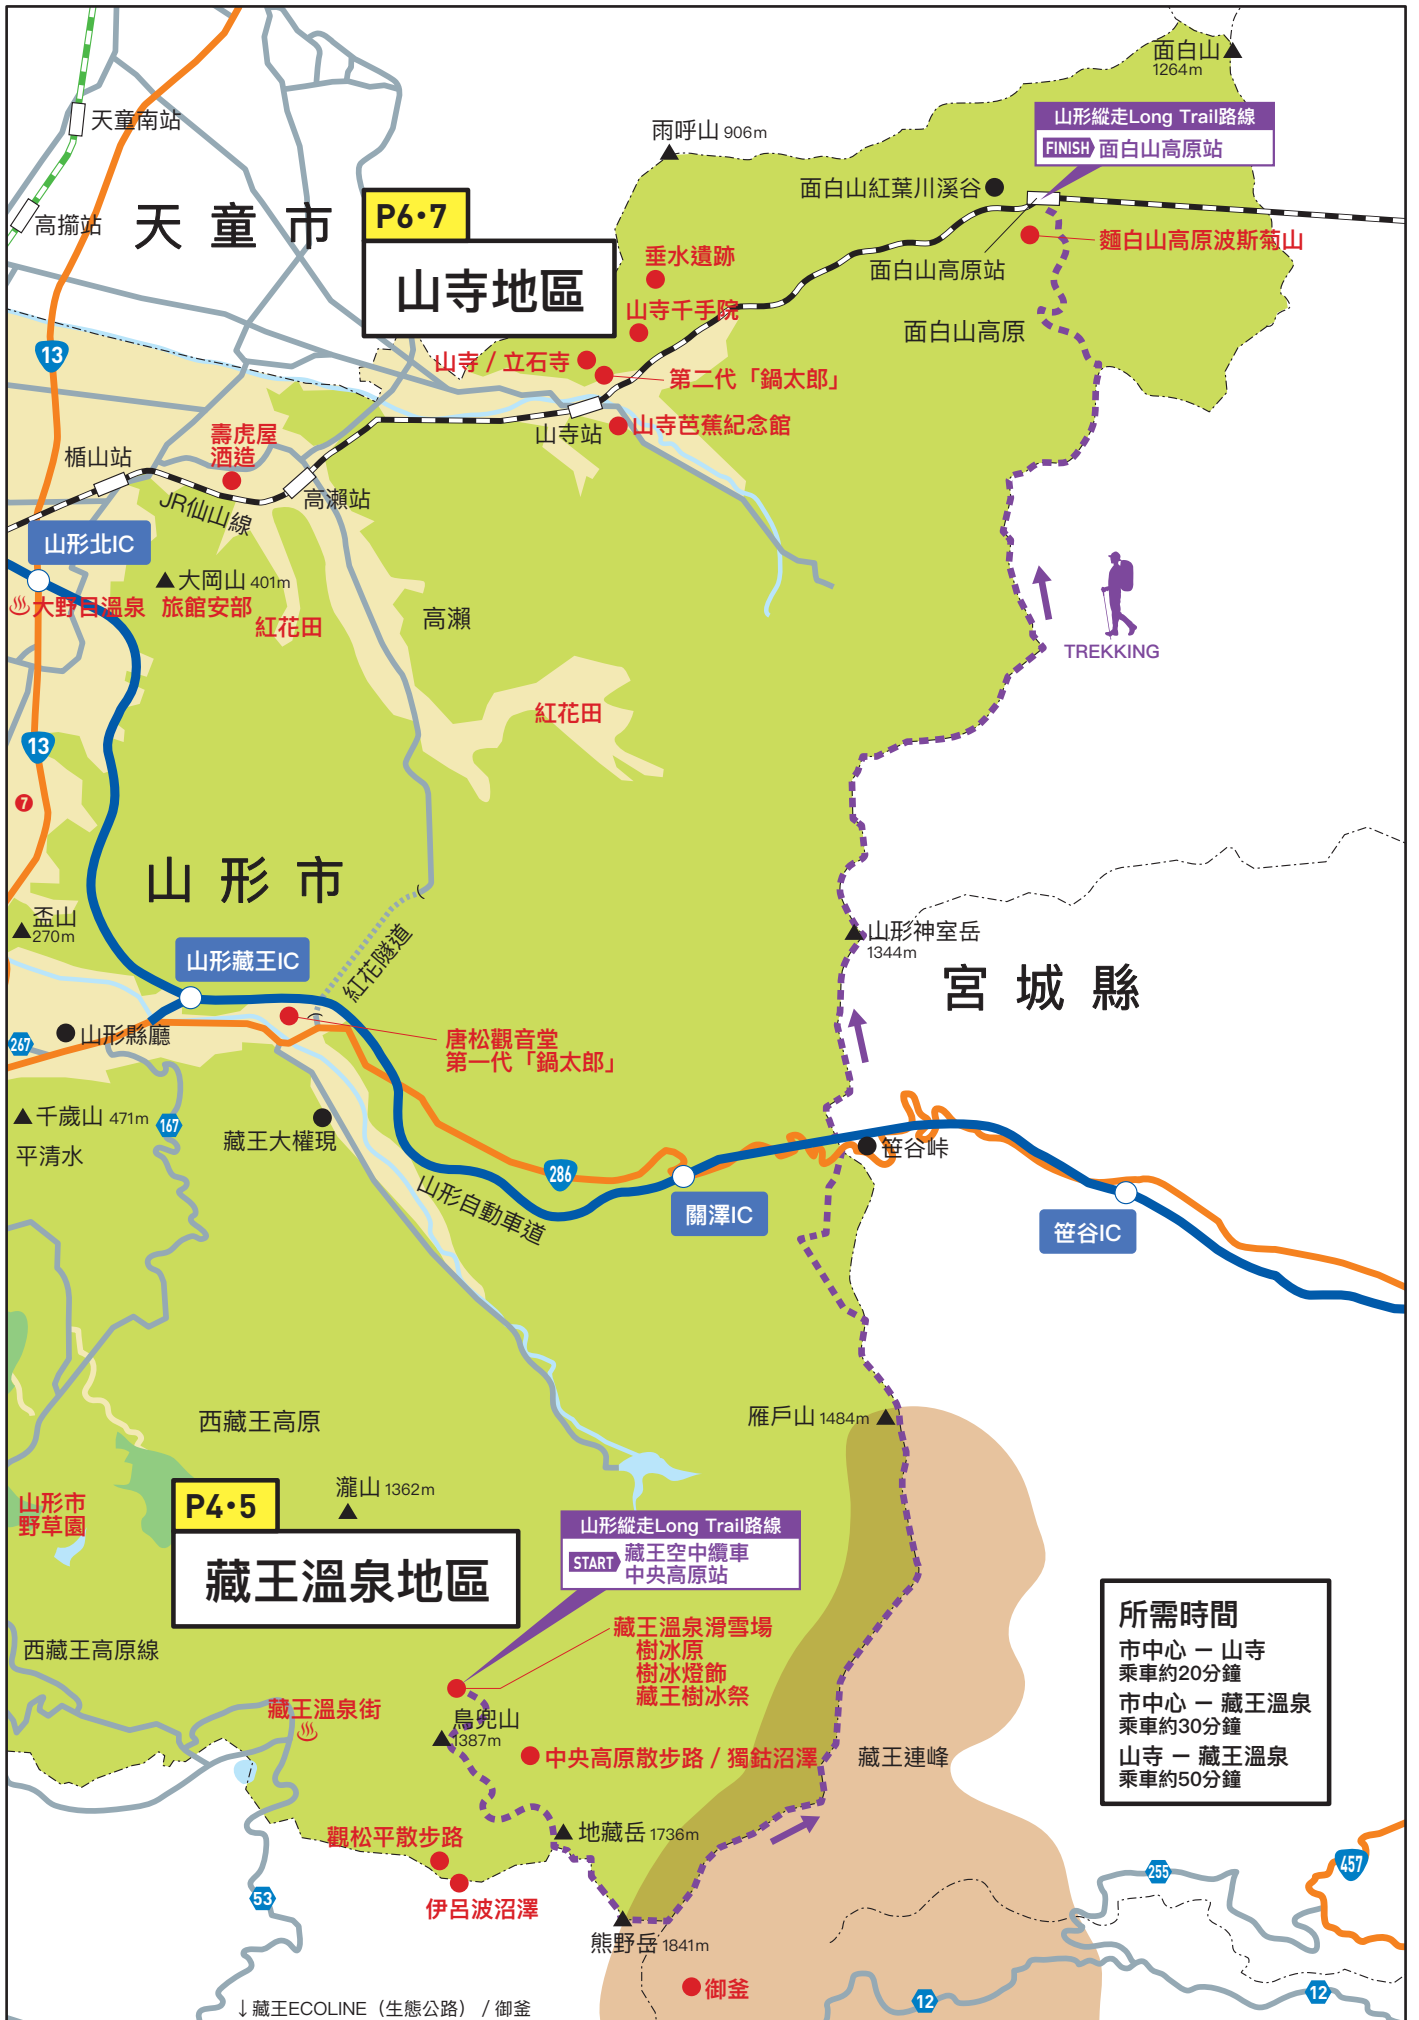 面白山
1264m
天童南站
高擶站
天童市
雨呼山 906m
山形縱走Long Trail路線
FINISH 面白山高原站
面白山紅葉川溪谷
麵白山高原波斯菊山
面白山高原站
面白山高原
P6・7
山寺地區
垂水遺跡
山寺千手院
山寺 / 立石寺
第二代「鍋太郎」
山寺站
山寺芭蕉紀念館
13
楯山站
壽虎屋
酒造
JR仙山線
高瀨站
山形北IC
大岡山 401m
大野目溫泉 旅館安部
紅花田
高瀨
紅花田
TREKKING
13
7
山形市
盃山
270m
山形藏王IC
紅花隧道
山形神室岳
1344m
宮城縣
267
山形縣廳
唐松觀音堂
第一代「鍋太郎」
千歲山 471m
167
平清水
藏王大權現
286
山形自動車道
關澤IC
笹谷峠
笹谷IC
西藏王高原
雁戶山 1484m
P4・5
藏王溫泉地區
瀧山 1362m
山形市
野草園
山形縱走Long Trail路線
START 藏王空中纜車
中央高原站
藏王溫泉滑雪場
樹冰原
樹冰燈飾
藏王樹冰祭
西藏王高原線
藏王溫泉街
鳥兜山
1387m
中央高原散步路 / 獨鈷沼澤
藏王連峰
所需時間
市中心 － 山寺
乘車約20分鐘
市中心 － 藏王溫泉
乘車約30分鐘
山寺 － 藏王溫泉
乘車約50分鐘
地藏岳 1736m
觀松平散步路
伊呂波沼澤
53
熊野岳 1841m
御釜
255
457
12
12
↓藏王ECOLINE（生態公路）/ 御釜